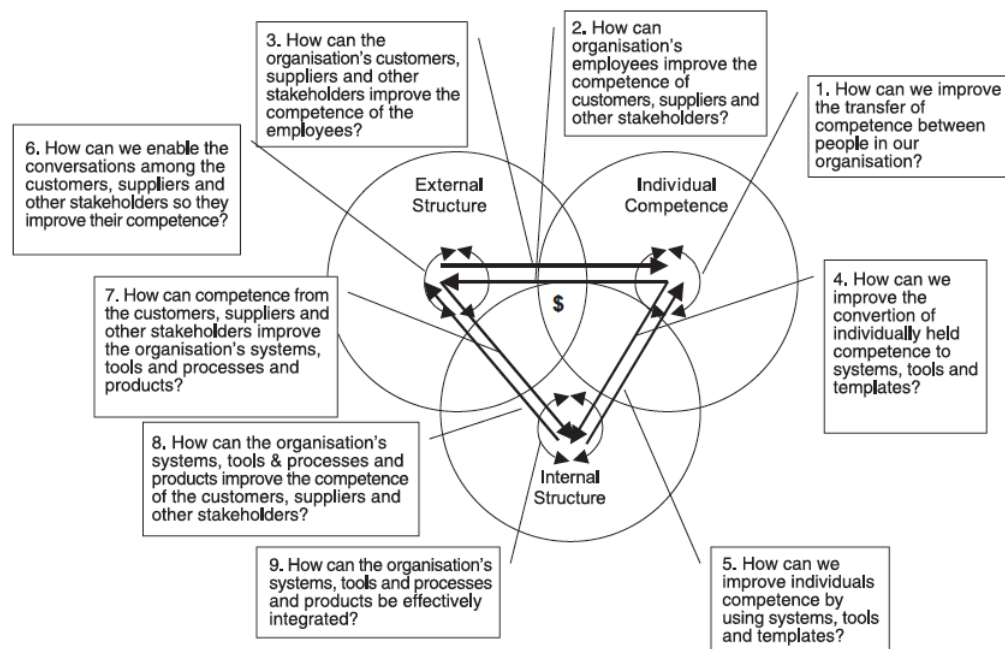 3. How can the
organisation's customers,
suppliers and other
stakeholders improve the
competence of the
employees?
2. How can
organisation's
employees improve the
competence of
customers, suppliers and
other stakeholders?
1. How can we improve
the transfer of
competence between
people in our
organisation?
6. How can we enable the
conversations among the
customers, suppliers and
other stakeholders so they
improve their competence?
External
Structure
Individual
Competence
7. How can competence from
the customers, suppliers and
other stakeholders improve
the organisation's systems,
tools and processes and
products?
$
4. How can we
improve the
convertion of
individually held
competence to
systems, tools and
templates?
8. How can the organisation's
systems, tools & processes and
products improve the competence
of the customers, suppliers and
other stakeholders?
Internal
Structure
9. How can the organisation's
systems, tools and processes
and products be effectively
integrated?
5. How can we
improve individuals
competence by
using systems, tools
and templates?